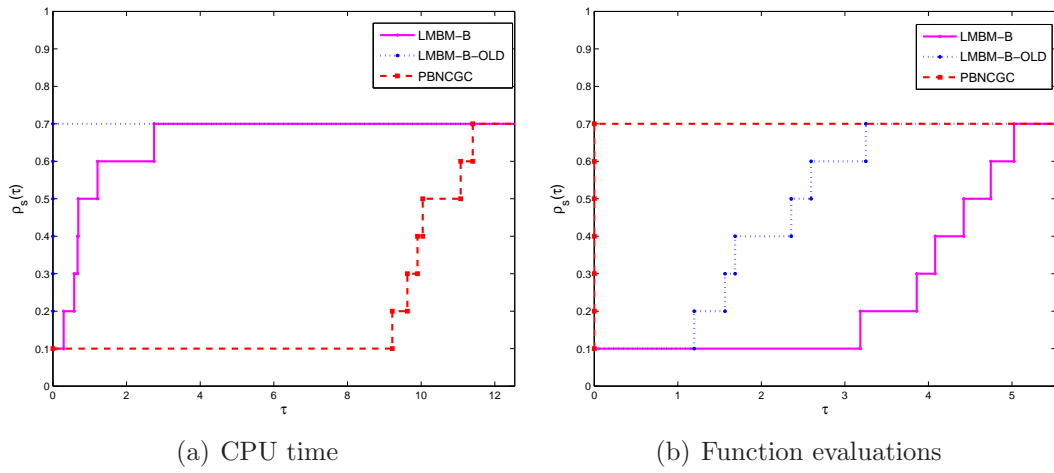 1
0.9
0.8
0.7
0.6
0.5
0.4
0.3
0.2
0.1
0
ρs(τ)
0 2 4 6 8 10 12
τ
LMBM−B
LMBM−B−OLD
PBNCGC
(a) CPU time
1
0.9
0.8
0.7
0.6
0.5
0.4
0.3
0.2
0.1
0
ρs(τ)
0 1 2 3 4 5
τ
LMBM−B
LMBM−B−OLD
PBNCGC
(b) Function evaluations